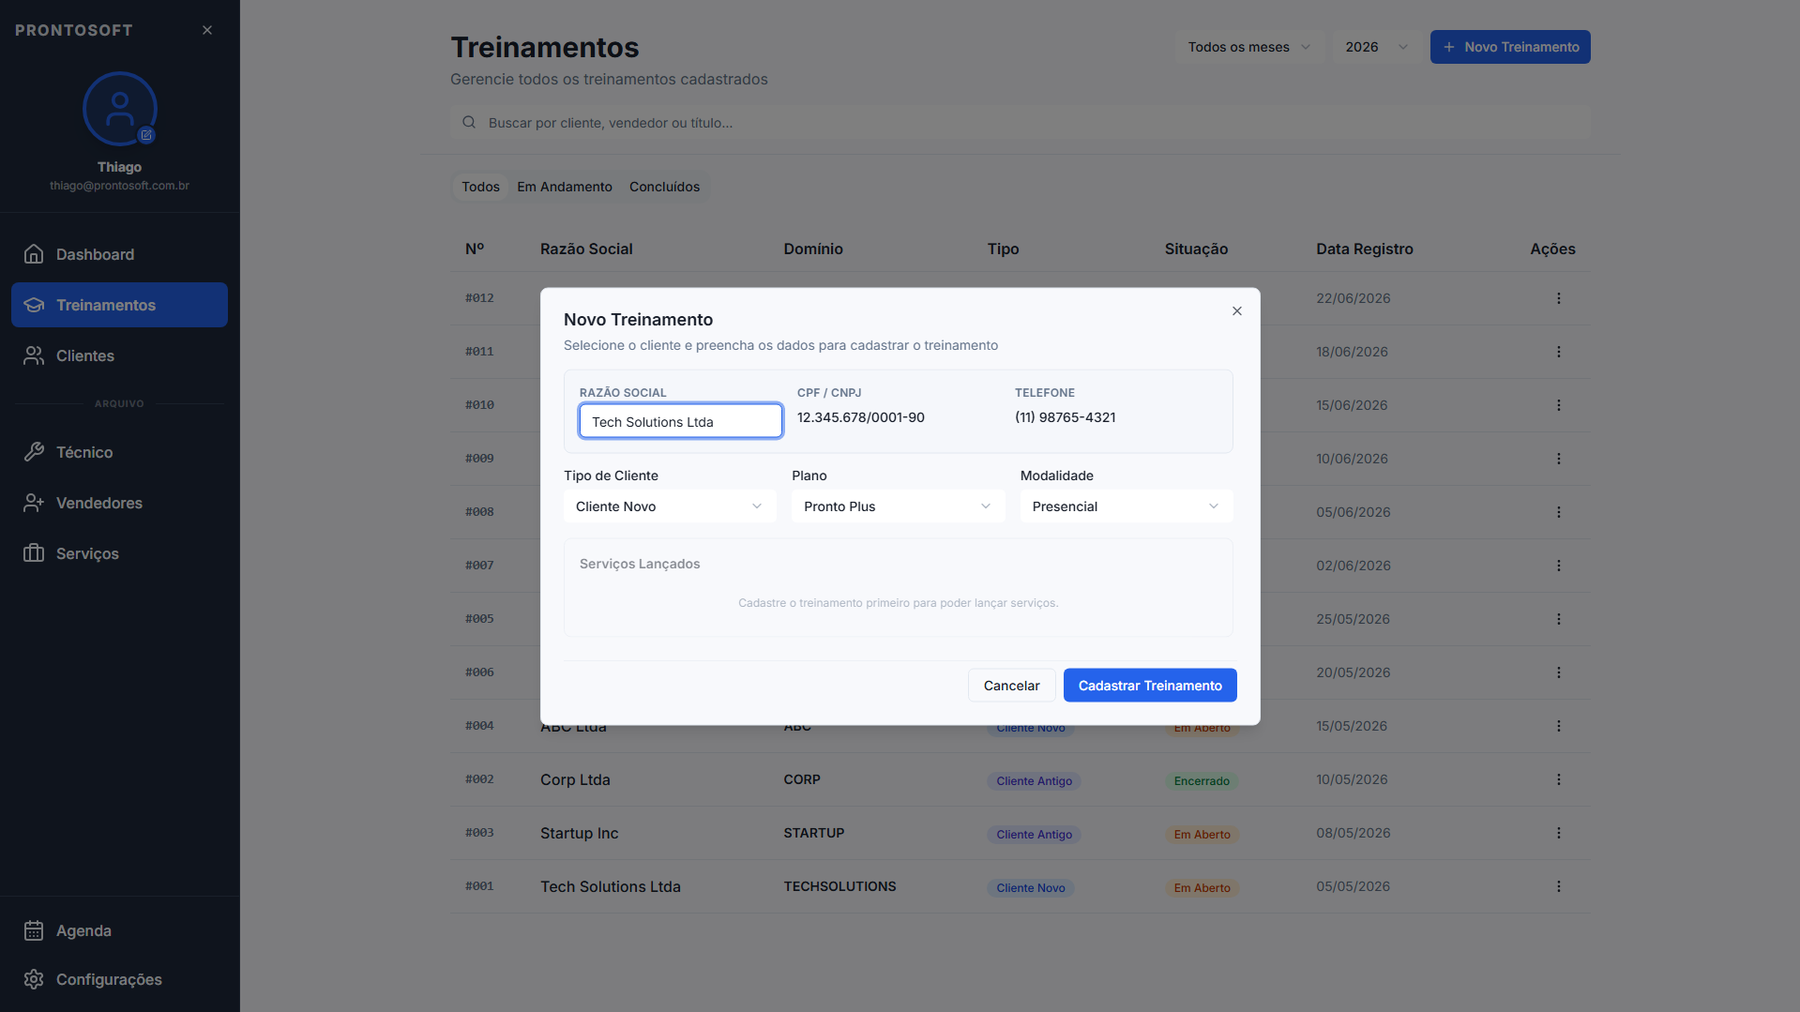 PRONTOSOFT
Thiago
thiago@prontosoft.com.br
Dashboard
Treinamentos
Clientes
ARQUIVO
Técnico
Vendedores
Serviços
Agenda
Configurações
Treinamentos
Gerencie todos os treinamentos cadastrados
Todos os meses
2026
Novo Treinamento
Buscar por cliente, vendedor ou título...
Todos Em Andamento Concluídos
Nº Razão Social Domínio Tipo Situação Data Registro Ações
#012 22/06/2026
#011 18/06/2026
#010 15/06/2026
#009 10/06/2026
#008 05/06/2026
#007 02/06/2026
#005 25/05/2026
#006 20/05/2026
#004 ABC Ltda ABC Cliente Novo Em Aberto 15/05/2026
#002 Corp Ltda CORP Cliente Antigo Encerrado 10/05/2026
#003 Startup Inc STARTUP Cliente Antigo Em Aberto 08/05/2026
#001 Tech Solutions Ltda TECHSOLUTIONS Cliente Novo Em Aberto 05/05/2026
Novo Treinamento
Selecione o cliente e preencha os dados para cadastrar o treinamento
RAZÃO SOCIAL CPF / CNPJ TELEFONE
Tech Solutions Ltda 12.345.678/0001-90 (11) 98765-4321
Tipo de Cliente Plano Modalidade
Cliente Novo Pronto Plus Presencial
Serviços Lançados
Cadastre o treinamento primeiro para poder lançar serviços.
Cancelar Cadastrar Treinamento